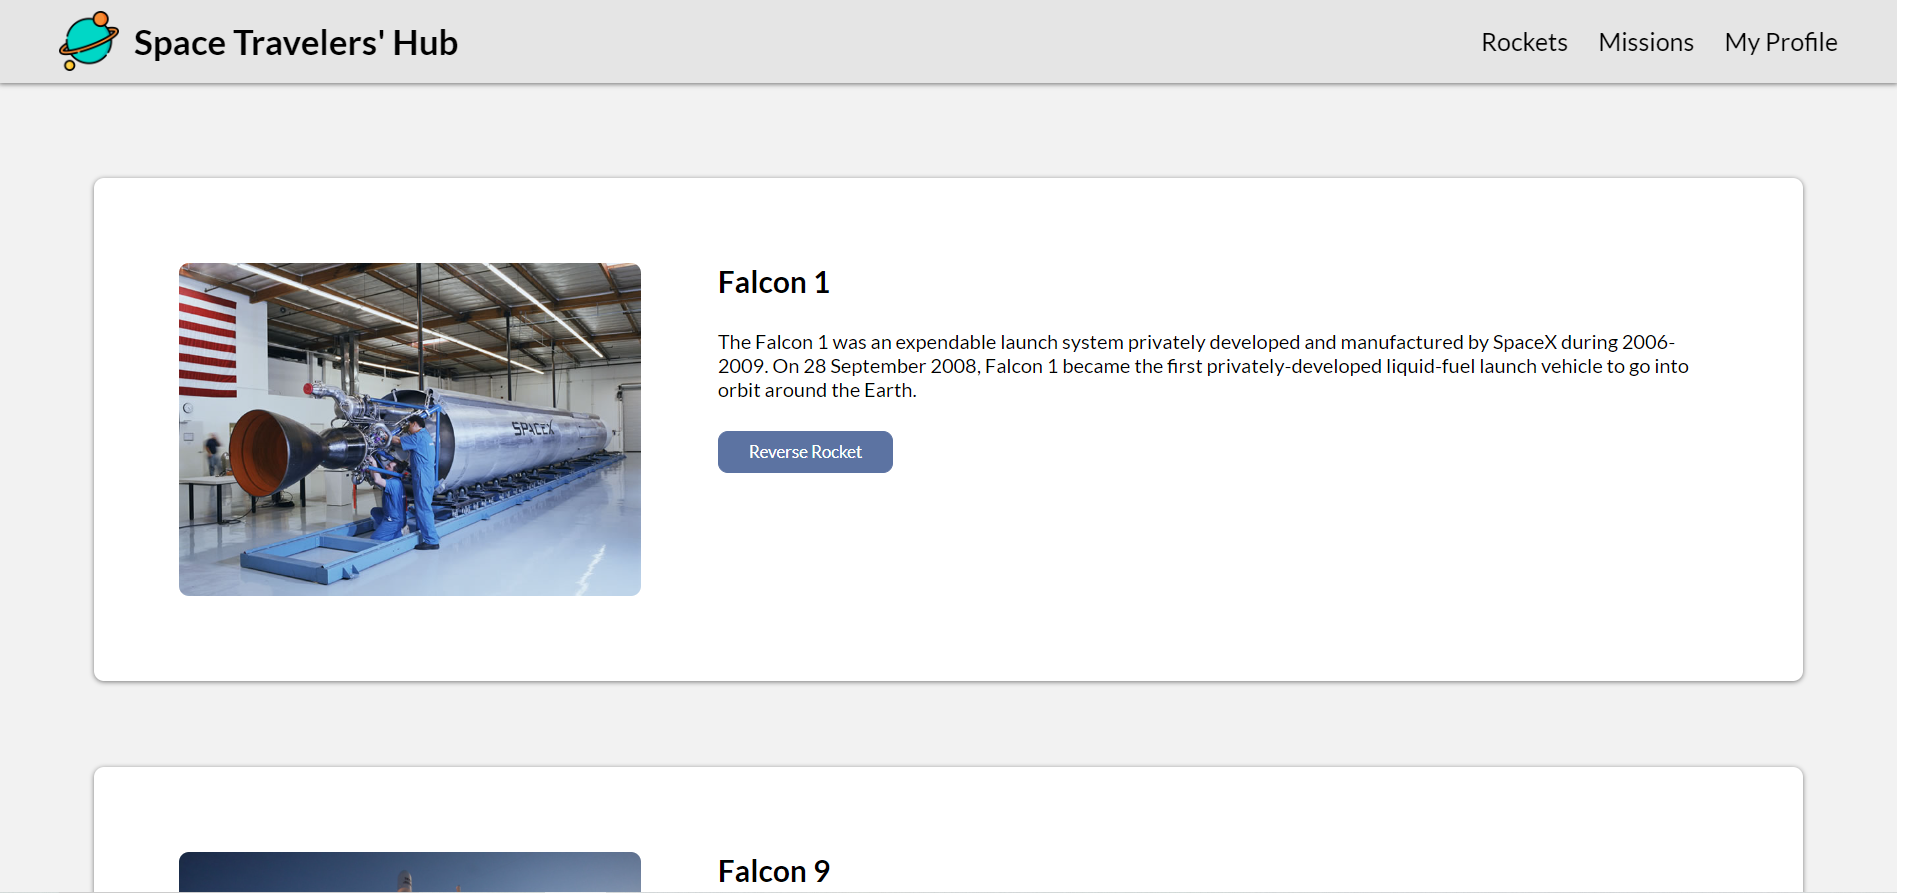 Space Travelers' Hub
Rockets
Missions
My Profile
Falcon 1
The Falcon 1 was an expendable launch system privately developed and manufactured by SpaceX during 2006-
2009. On 28 September 2008, Falcon 1 became the first privately-developed liquid-fuel launch vehicle to go into
orbit around the Earth.
Reverse Rocket
SPACEX
Falcon 9